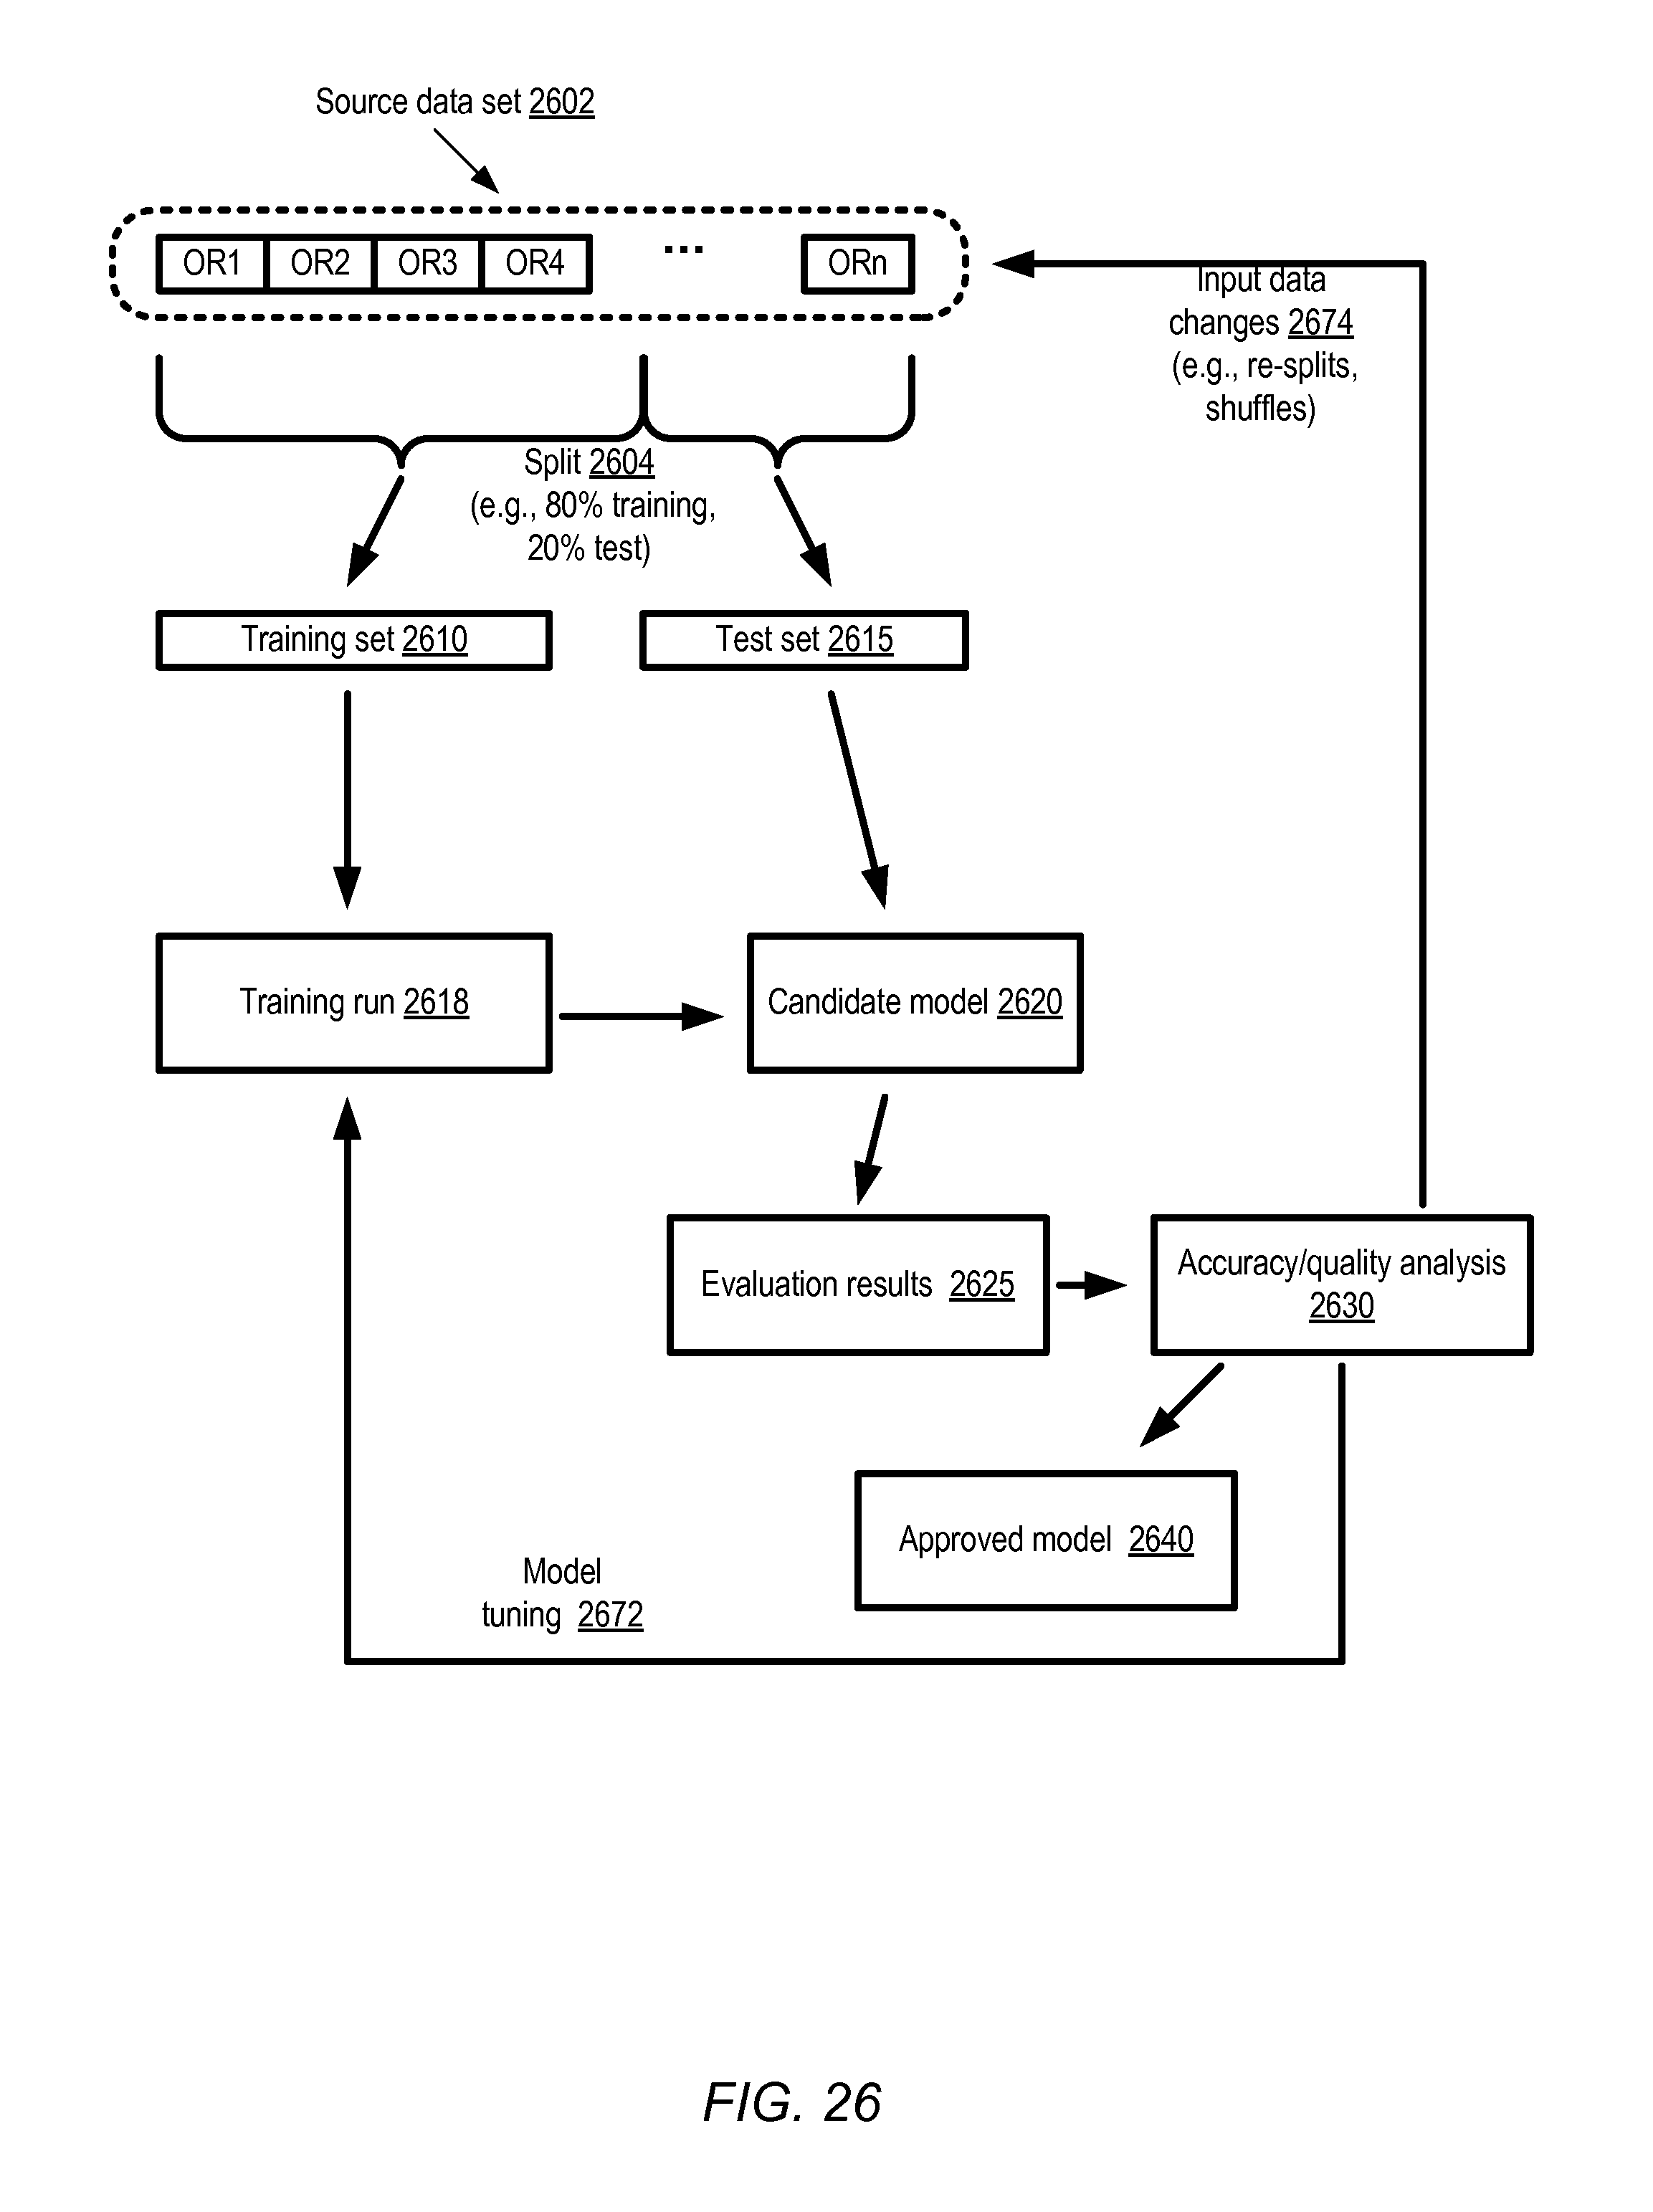 Source data set 2602
OR1 OR2 OR3 OR4 ... ORn
Input data
changes 2674
(e.g., re-splits,
shuffles)
Split 2604
(e.g., 80% training,
20% test)
Training set 2610
Test set 2615
Training run 2618
Candidate model 2620
Evaluation results 2625
Accuracy/quality analysis
2630
Approved model 2640
Model
tuning 2672
FIG. 26